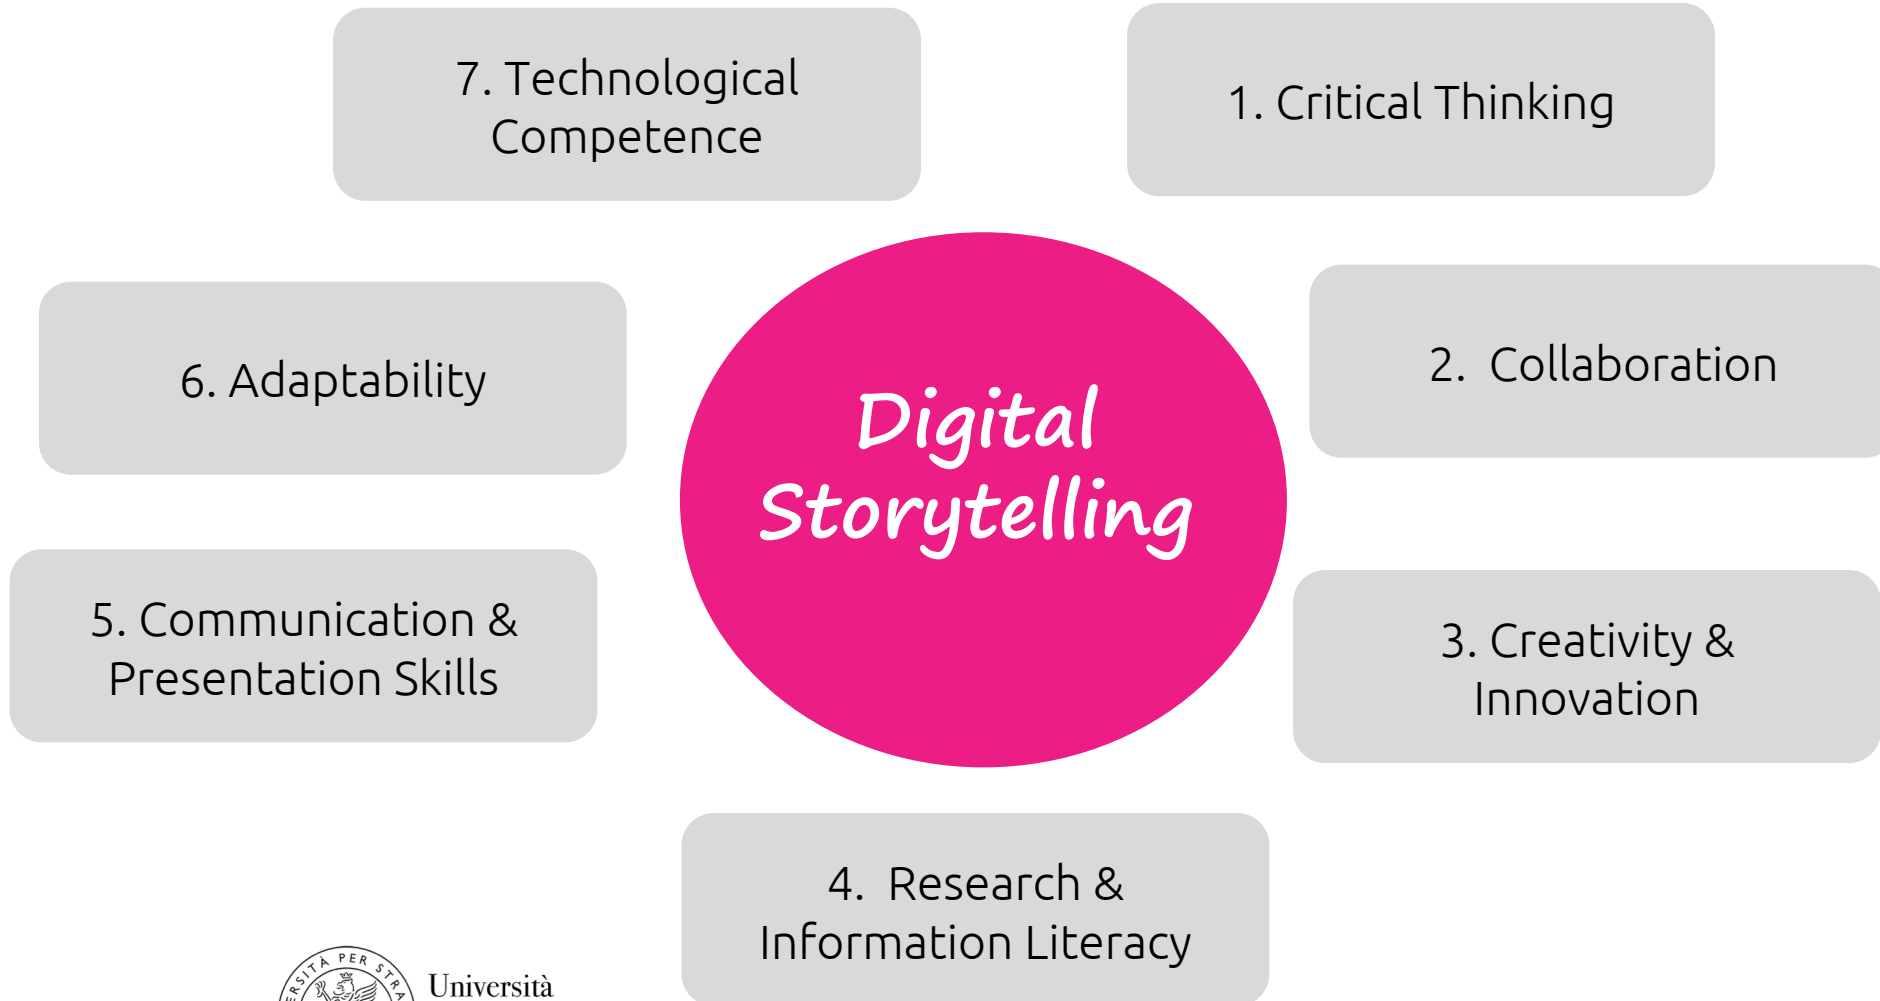 7. Technological
Competence
1. Critical Thinking
6. Adaptability
2. Collaboration
Digital
Storytelling
5. Communication &
Presentation Skills
3. Creativity &
Innovation
4. Research &
Information Literacy
PER
Università